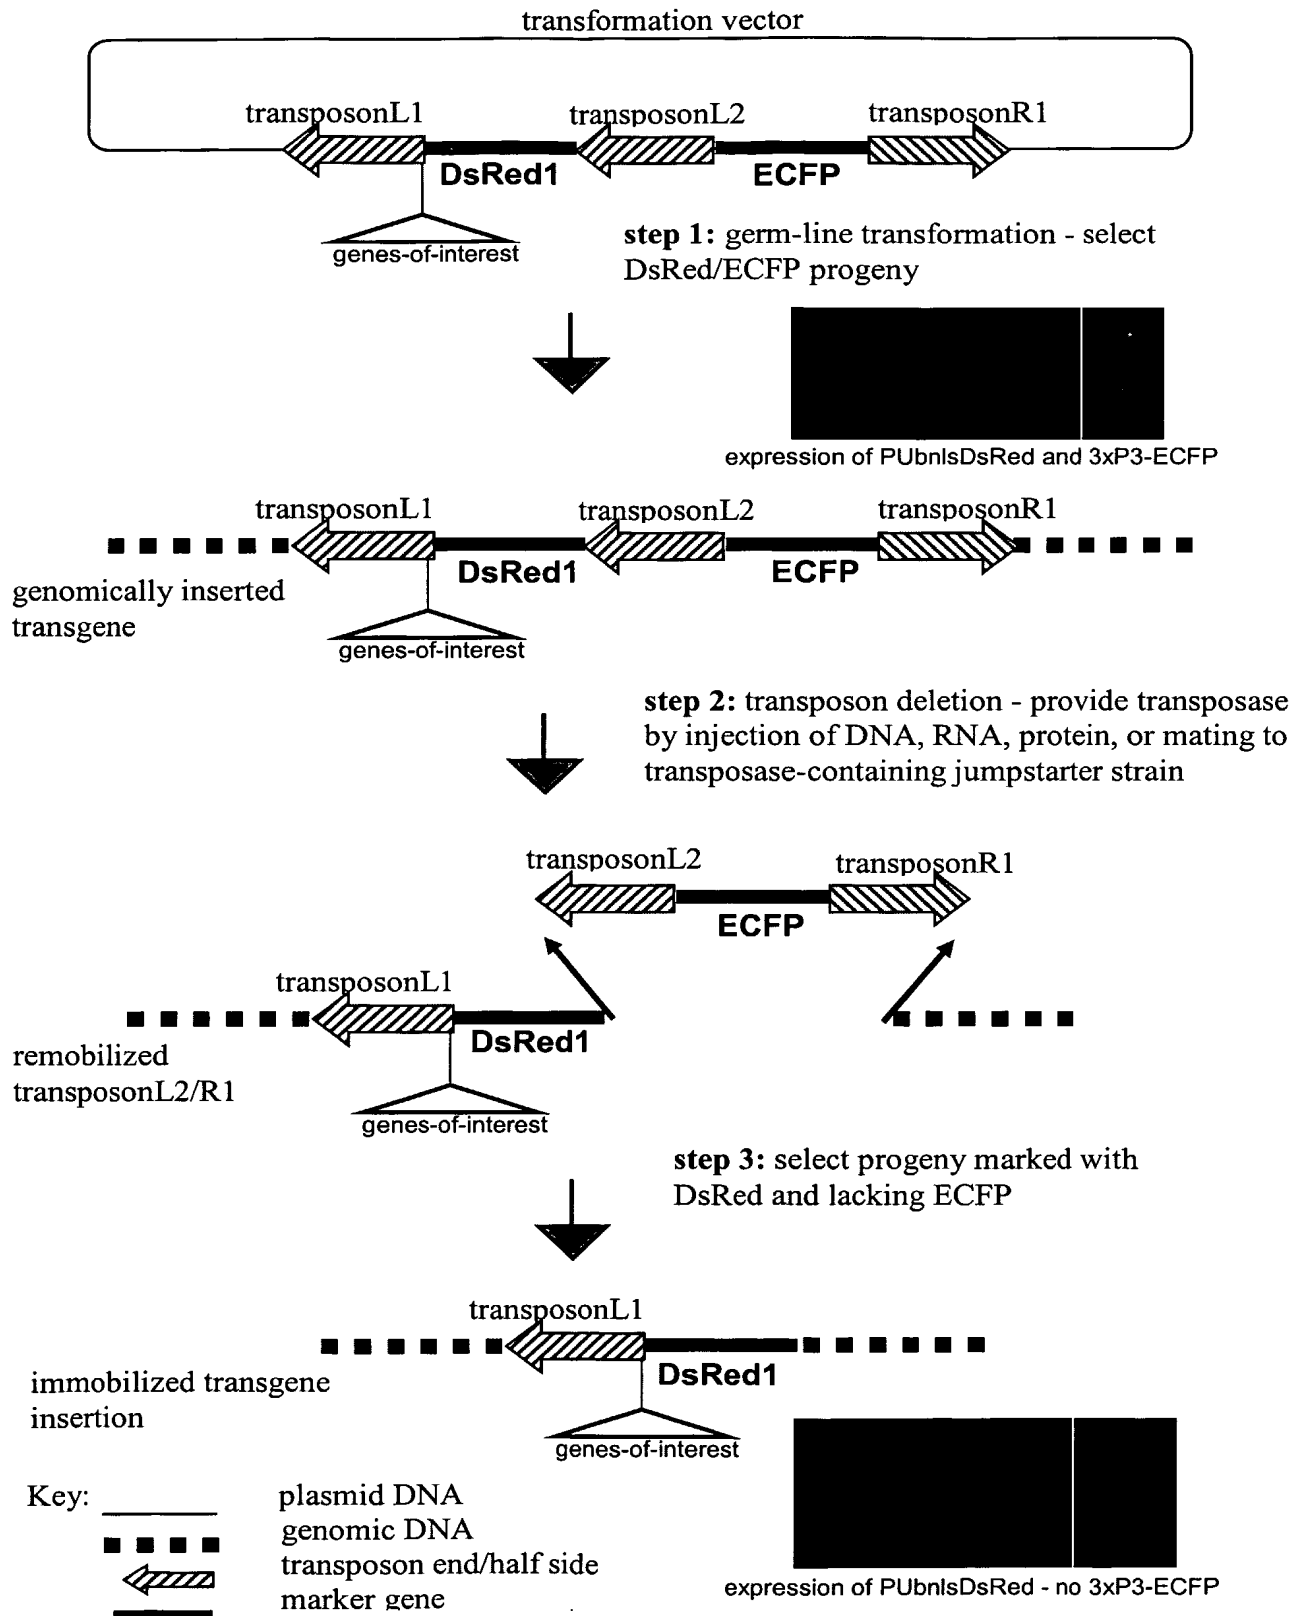 transformation vector
transposonL1
transposonL2
transposonR1
DsRed1
ECFP
genes-of-interest
step 1: germ-line transformation - select
DsRed/ECFP progeny
expression of PUbnlsDsRed and 3xP3-ECFP
transposonL1
transposonL2
transposonR1
DsRed1
ECFP
genomically inserted
transgene
genes-of-interest
step 2: transposon deletion - provide transposase
by injection of DNA, RNA, protein, or mating to
transposase-containing jumpstarter strain
transposonL2
transposonR1
ECFP
transposonL1
DsRed1
remobilized
transposonL2/R1
genes-of-interest
step 3: select progeny marked with
DsRed and lacking ECFP
transposonL1
DsRed1
immobilized transgene
insertion
genes-of-interest
Key:
plasmid DNA
genomic DNA
transposon end/half side
marker gene
expression of PUbnlsDsRed - no 3xP3-ECFP